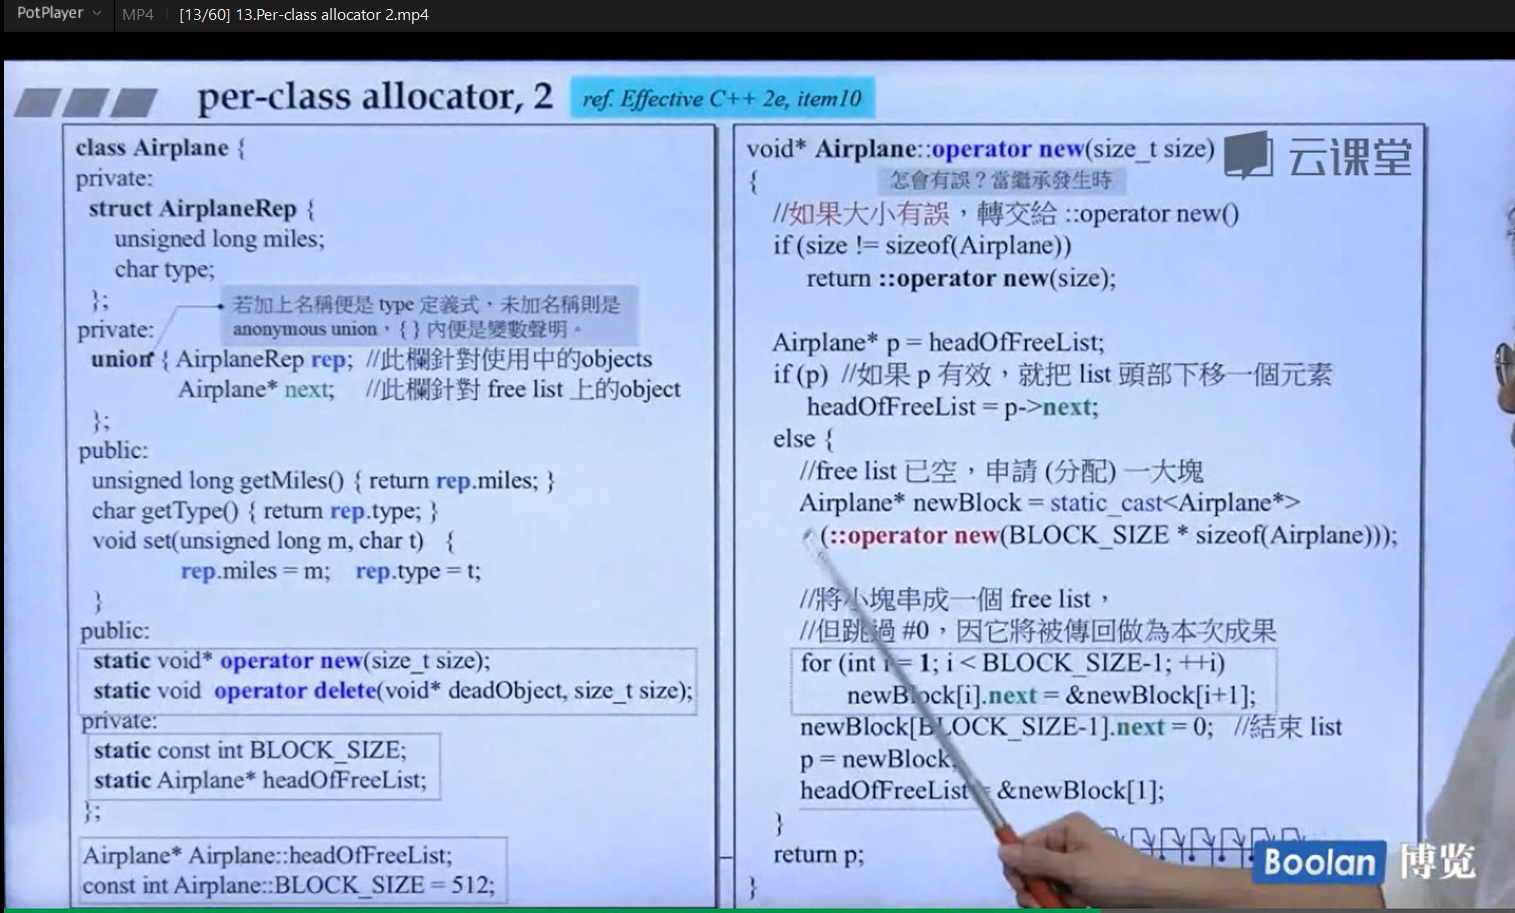 PotPlayer
MP4
[13/60] 13.Per-class allocator 2.mp4
per-class allocator, 2
ref. Effective C++ 2e, item10
class Airplane {
private:
struct AirplaneRep {
unsigned long miles;
char type;
};
若加上名稱便是 type 定義式，未加名稱則是
anonymous union，{ } 內便是變數聲明。
private:
union { AirplaneRep rep; //此欄針對使用中的objects
Airplane* next; //此欄針對 free list 上的object
};
public:
unsigned long getMiles() { return rep.miles; }
char getType() { return rep.type; }
void set(unsigned long m, char t) {
rep.miles = m; rep.type = t;
}
public:
static void* operator new(size_t size);
static void operator delete(void* deadObject, size_t size);
private:
static const int BLOCK_SIZE;
static Airplane* headOfFreeList;
};
Airplane* Airplane::headOfFreeList;
const int Airplane::BLOCK_SIZE = 512;
void* Airplane::operator new(size_t size)
云课堂
{
怎會有誤？當繼承發生時
//如果大小有誤，轉交給 ::operator new()
if (size != sizeof(Airplane))
return ::operator new(size);
Airplane* p = headOfFreeList;
if (p) //如果 p 有效，就把 list 頭部下移一個元素
headOfFreeList = p->next;
else {
//free list 已空，申請 (分配) 一大塊
Airplane* newBlock = static_cast<Airplane*>
(::operator new(BLOCK_SIZE * sizeof(Airplane)));
//將小塊串成一個 free list，
//但跳過 #0，因它將被傳回做為本次成果
for (int i = 1; i < BLOCK_SIZE-1; ++i)
newBlock[i].next = &newBlock[i+1];
newBlock[BLOCK_SIZE-1].next = 0; //結束 list
p = newBlock;
headOfFreeList = &newBlock[1];
}
return p;
}
Boolan 博览